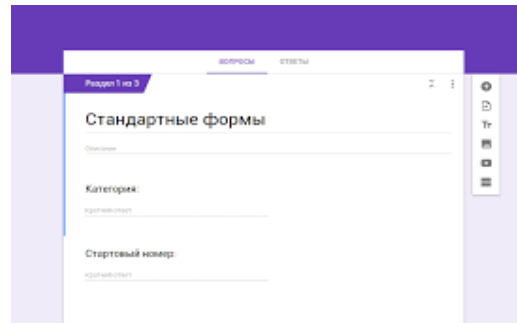 ВОПРОСЫ ОТВЕТЫ
Раздел 1 из 3
Стандартные формы
Описание
Категория:
Краткий ответ
Стартовый номер:
Краткий ответ